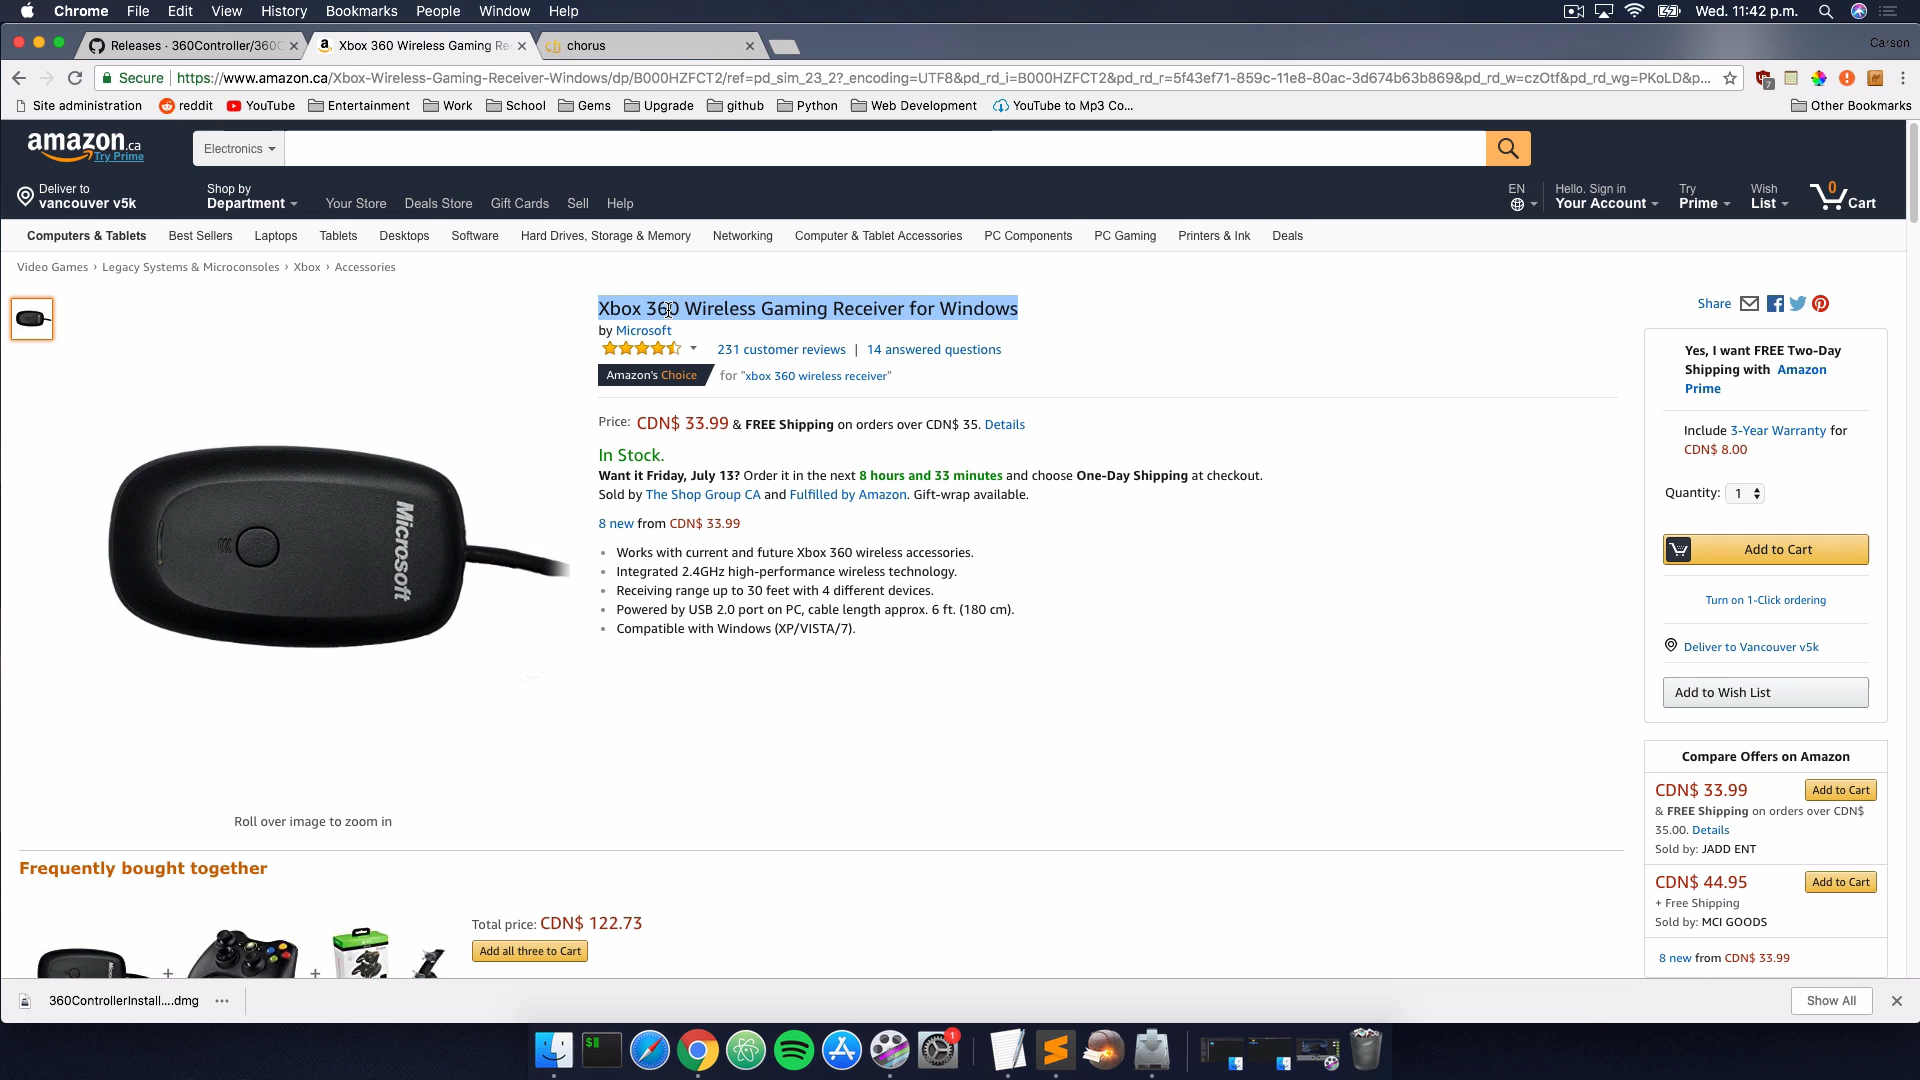 Chrome File Edit View History Bookmarks People Window Help
Wed. 11:42 p.m.
Releases · 360Controller/360C
Xbox 360 Wireless Gaming Re
chorus
Carson
Secure | https://www.amazon.ca/Xbox-Wireless-Gaming-Receiver-Windows/dp/B000HZFCT2/ref=pd_sim_23_2?_encoding=UTF8&pd_rd_i=B000HZFCT2&pd_rd_r=5f43ef71-859c-11e8-80ac-3d674b63b869&pd_rd_w=czOtf&pd_rd_wg=PKoLD&p...
7
Site administration reddit YouTube Entertainment Work School Gems Upgrade github Python Web Development YouTube to Mp3 Co... Other Bookmarks
amazon.ca
Try Prime
Electronics
Deliver to
vancouver v5k
Shop by
Department
Your Store Deals Store Gift Cards Sell Help
EN
Hello. Sign in
Your Account
Try
Prime
Wish
List
0
Cart
Computers & Tablets Best Sellers Laptops Tablets Desktops Software Hard Drives, Storage & Memory Networking Computer & Tablet Accessories PC Components PC Gaming Printers & Ink Deals
Video Games › Legacy Systems & Microconsoles › Xbox › Accessories
Microsoft
Roll over image to zoom in
Xbox 360 Wireless Gaming Receiver for Windows
by Microsoft
231 customer reviews | 14 answered questions
Amazon's Choice for "xbox 360 wireless receiver"
Price: CDN$ 33.99 & FREE Shipping on orders over CDN$ 35. Details
In Stock.
Want it Friday, July 13? Order it in the next 8 hours and 33 minutes and choose One-Day Shipping at checkout.
Sold by The Shop Group CA and Fulfilled by Amazon. Gift-wrap available.
8 new from CDN$ 33.99
• Works with current and future Xbox 360 wireless accessories.
• Integrated 2.4GHz high-performance wireless technology.
• Receiving range up to 30 feet with 4 different devices.
• Powered by USB 2.0 port on PC, cable length approx. 6 ft. (180 cm).
• Compatible with Windows (XP/VISTA/7).
Share
Yes, I want FREE Two-Day
Shipping with Amazon
Prime
Include 3-Year Warranty for
CDN$ 8.00
Quantity: 1
Add to Cart
Turn on 1-Click ordering
Deliver to Vancouver v5k
Add to Wish List
Compare Offers on Amazon
CDN$ 33.99 Add to Cart
& FREE Shipping on orders over CDN$
35.00. Details
Sold by: JADD ENT
CDN$ 44.95 Add to Cart
+ Free Shipping
Sold by: MCI GOODS
8 new from CDN$ 33.99
Frequently bought together
+ +
Total price: CDN$ 122.73
Add all three to Cart
360ControllerInstall....dmg
Show All
$
1